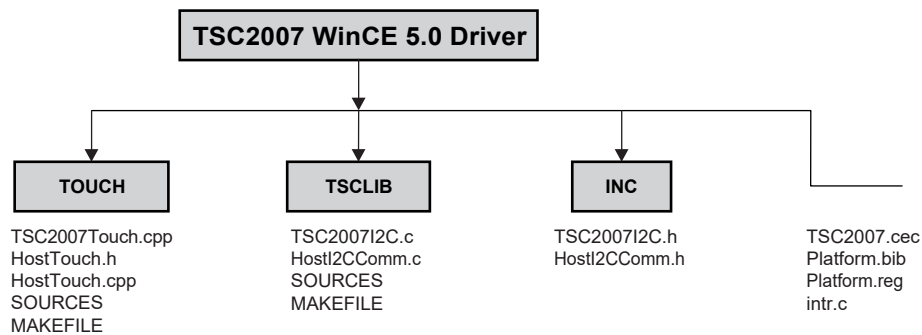 TSC2007 WinCE 5.0 Driver
TOUCH
TSC2007Touch.cpp
HostTouch.h
HostTouch.cpp
SOURCES
MAKEFILE
TSCLIB
TSC2007I2C.c
HostI2CComm.c
SOURCES
MAKEFILE
INC
TSC2007I2C.h
HostI2CComm.h
TSC2007.cec
Platform.bib
Platform.reg
intr.c